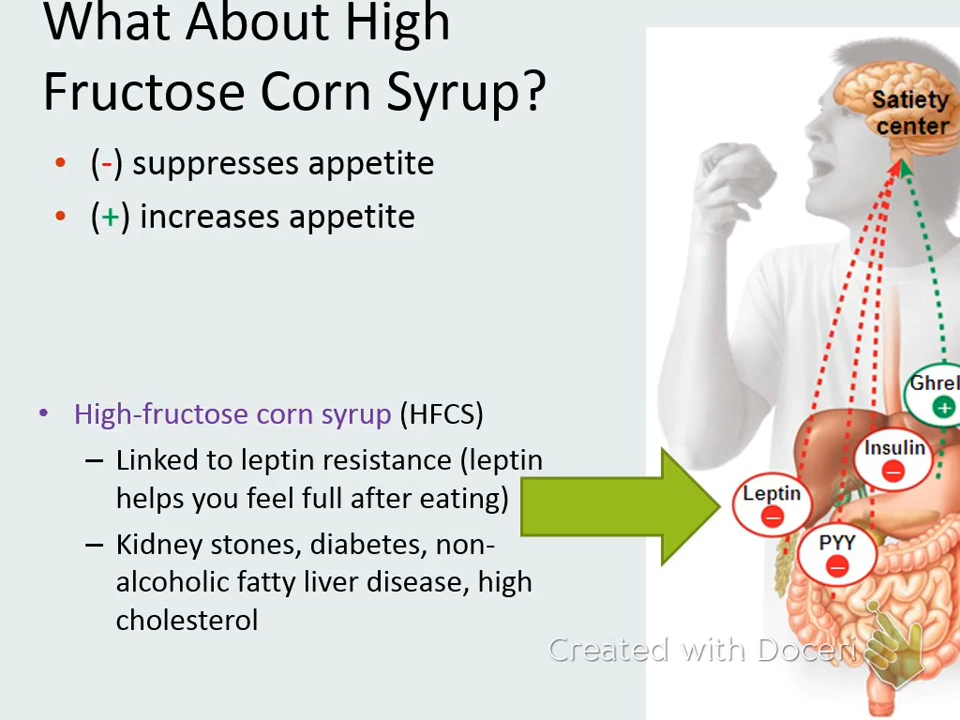 What About High
Fructose Corn Syrup?
• (-) suppresses appetite
• (+) increases appetite
• High-fructose corn syrup (HFCS)
– Linked to leptin resistance (leptin
helps you feel full after eating)
– Kidney stones, diabetes, non-
alcoholic fatty liver disease, high
cholesterol
Satiety
center
Ghrel
+
Insulin
−
Leptin
−
PYY
−
Created with Doceri